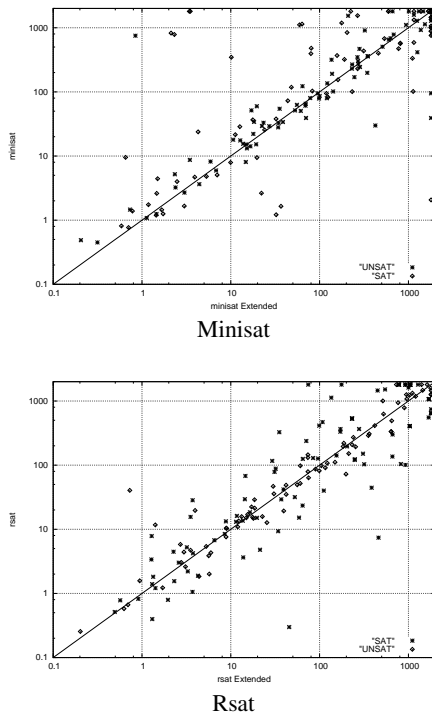 1000
100
10
1
0.1
minisat
0.1 1 10 100 1000
minisat Extended
"UNSAT"
"SAT"
Minisat
1000
100
10
1
0.1
rsat
0.1 1 10 100 1000
rsat Extended
"SAT"
"UNSAT"
Rsat